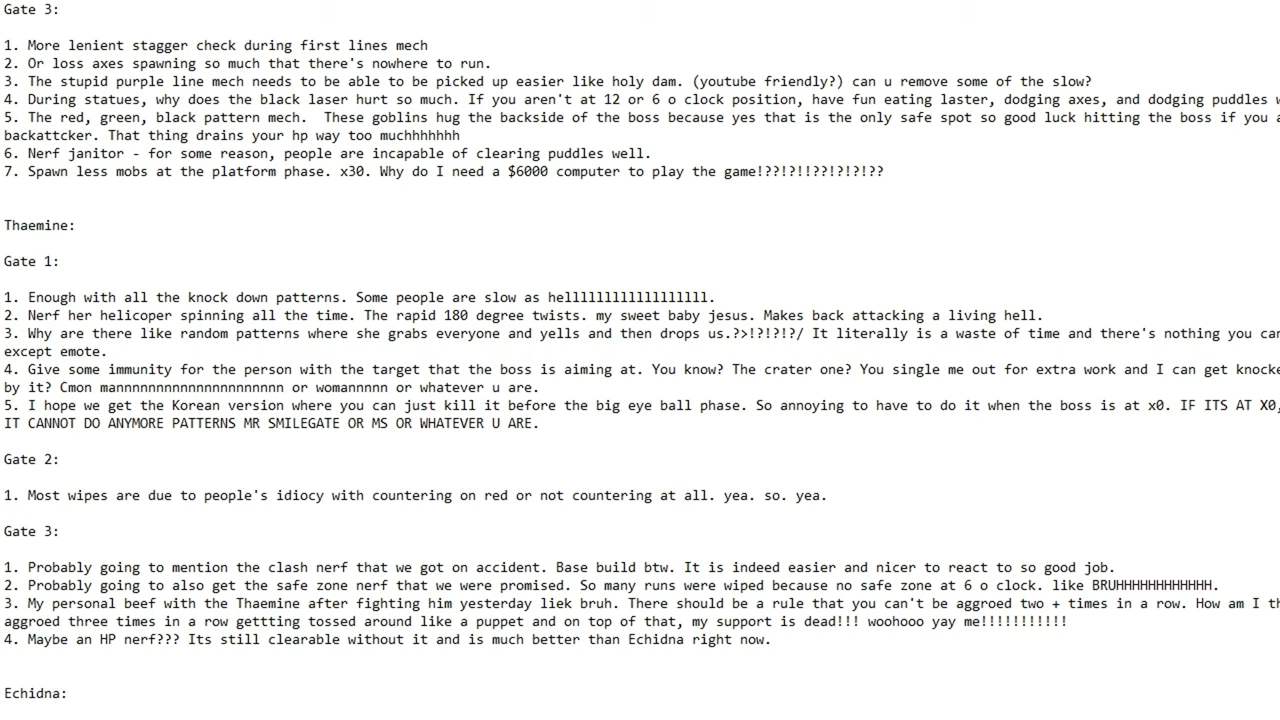 Gate 3:
1. More lenient stagger check during first lines mech
2. Or loss axes spawning so much that there's nowhere to run.
3. The stupid purple line mech needs to be able to be picked up easier like holy dam. (youtube friendly?) can u remove some of the slow?
4. During statues, why does the black laser hurt so much. If you aren't at 12 or 6 o clock position, have fun eating laster, dodging axes, and dodging puddles
5. The red, green, black pattern mech.  These goblins hug the backside of the boss because yes that is the only safe spot so good luck hitting the boss if you
backattcker. That thing drains your hp way too muchhhhhhh
6. Nerf janitor - for some reason, people are incapable of clearing puddles well.
7. Spawn less mobs at the platform phase. x30. Why do I need a $6000 computer to play the game!??!?!!??!?!?!??
Thaemine:
Gate 1:
1. Enough with all the knock down patterns. Some people are slow as hellllllllllllllllll.
2. Nerf her helicoper spinning all the time. The rapid 180 degree twists. my sweet baby jesus. Makes back attacking a living hell.
3. Why are there like random patterns where she grabs everyone and yells and then drops us.?>!?!?!?/ It literally is a waste of time and there's nothing you
except emote.
4. Give some immunity for the person with the target that the boss is aiming at. You know? The crater one? You single me out for extra work and I can get
by it? Cmon mannnnnnnnnnnnnnnnnnnnn or womannnnn or whatever u are.
5. I hope we get the Korean version where you can just kill it before the big eye ball phase. So annoying to have to do it when the boss is at x0. IF ITS AT X0,
IT CANNOT DO ANYMORE PATTERNS MR SMILEGATE OR MS OR WHATEVER U ARE.
Gate 2:
1. Most wipes are due to people's idiocy with countering on red or not countering at all. yea. so. yea.
Gate 3:
1. Probably going to mention the clash nerf that we got on accident. Base build btw. It is indeed easier and nicer to react to so good job.
2. Probably going to also get the safe zone nerf that we were promised. So many runs were wiped because no safe zone at 6 o clock. like BRUHHHHHHHHHHHH.
3. My personal beef with the Thaemine after fighting him yesterday liek bruh. There should be a rule that you can't be aggroed two + times in a row. How am I
aggroed three times in a row gettting tossed around like a puppet and on top of that, my support is dead!!! woohooo yay me!!!!!!!!!!!
4. Maybe an HP nerf??? Its still clearable without it and is much better than Echidna right now.
Echidna: